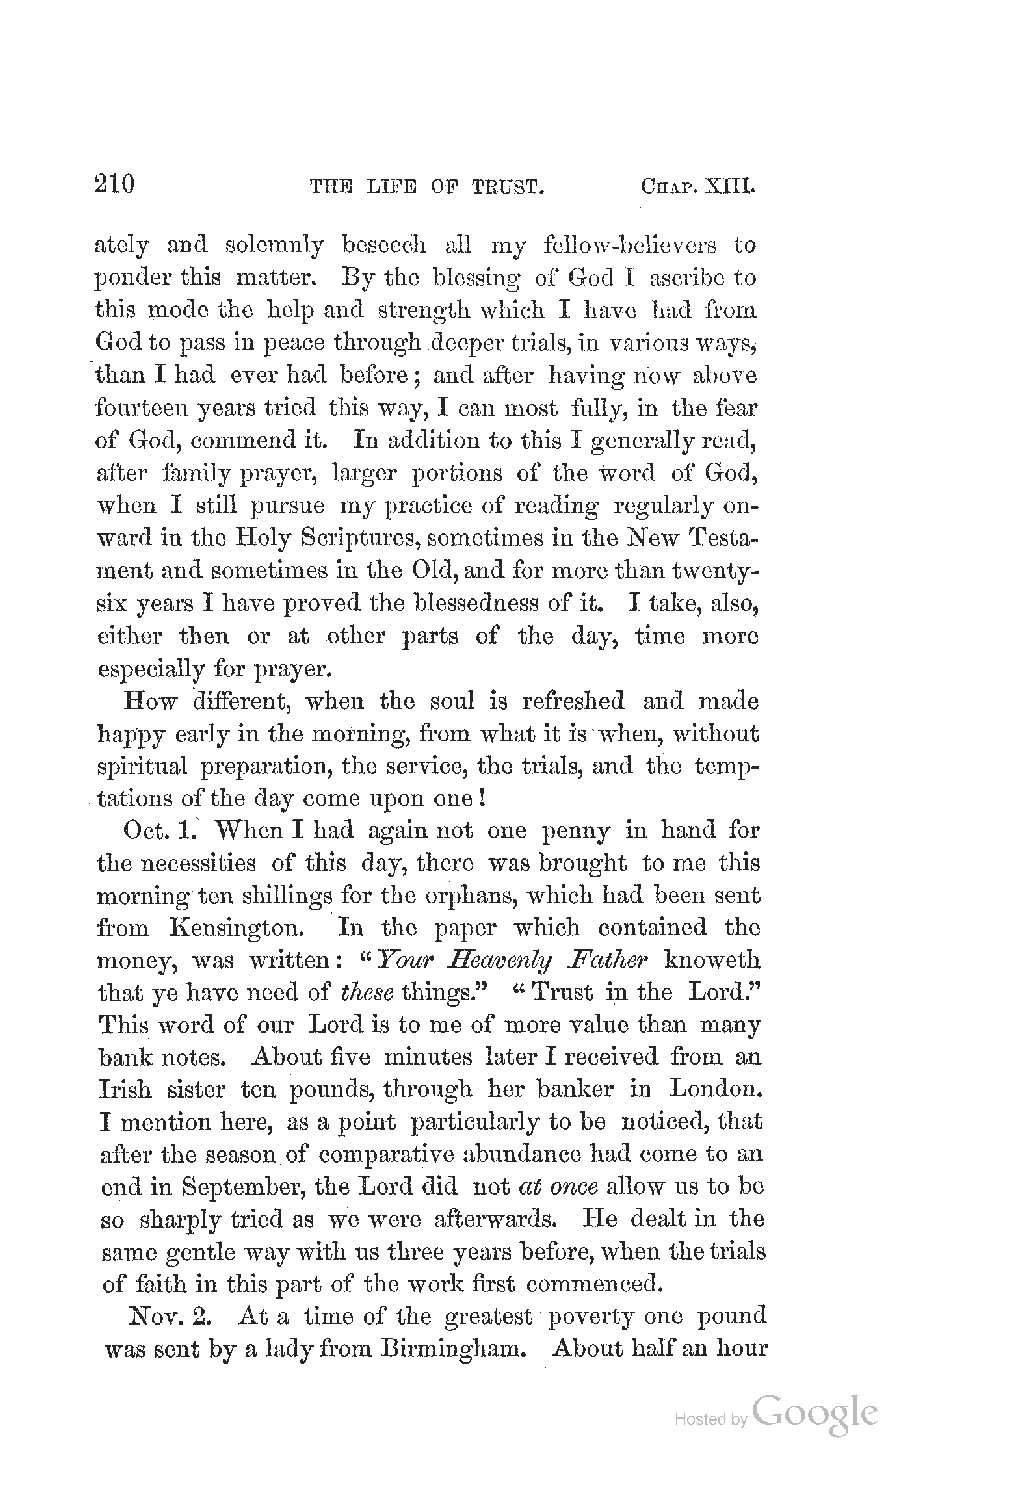 210 THE LIFE OF TRUST. CHAP. XIII.
ately and solemnly beseech all my fellow-believers to
ponder this matter. By the blessing of God I ascribe to
this mode the help and strength which I have had from
God to pass in peace through deeper trials, in various ways,
than I had ever had before; and after having now above
fourteen years tried this way, I can most fully, in the fear
of God, commend it. In addition to this I generally read,
after family prayer, larger portions of the word of God,
when I still pursue my practice of reading regularly on-
ward in the Holy Scriptures, sometimes in the New Testa-
ment and sometimes in the Old, and for more than twenty-
six years I have proved the blessedness of it. I take, also,
either then or at other parts of the day, time more
especially for prayer.
How different, when the soul is refreshed and made
happy early in the morning, from what it is when, without
spiritual preparation, the service, the trials, and the temp-
tations of the day come upon one!
Oct. 1. When I had again not one penny in hand for
the necessities of this day, there was brought to me this
morning ten shillings for the orphans, which had been sent
from Kensington. In the paper which contained the
money, was written: "Your Heavenly Father knoweth
that ye have need of these things." "Trust in the Lord."
This word of our Lord is to me of more value than many
bank notes. About five minutes later I received from an
Irish sister ten pounds, through her banker in London.
I mention here, as a point particularly to be noticed, that
after the season of comparative abundance had come to an
end in September, the Lord did not at once allow us to be
so sharply tried as we were afterwards. He dealt in the
same gentle way with us three years before, when the trials
of faith in this part of the work first commenced.
Nov. 2. At a time of the greatest poverty one pound
was sent by a lady from Birmingham. About half an hour
Hosted by Google